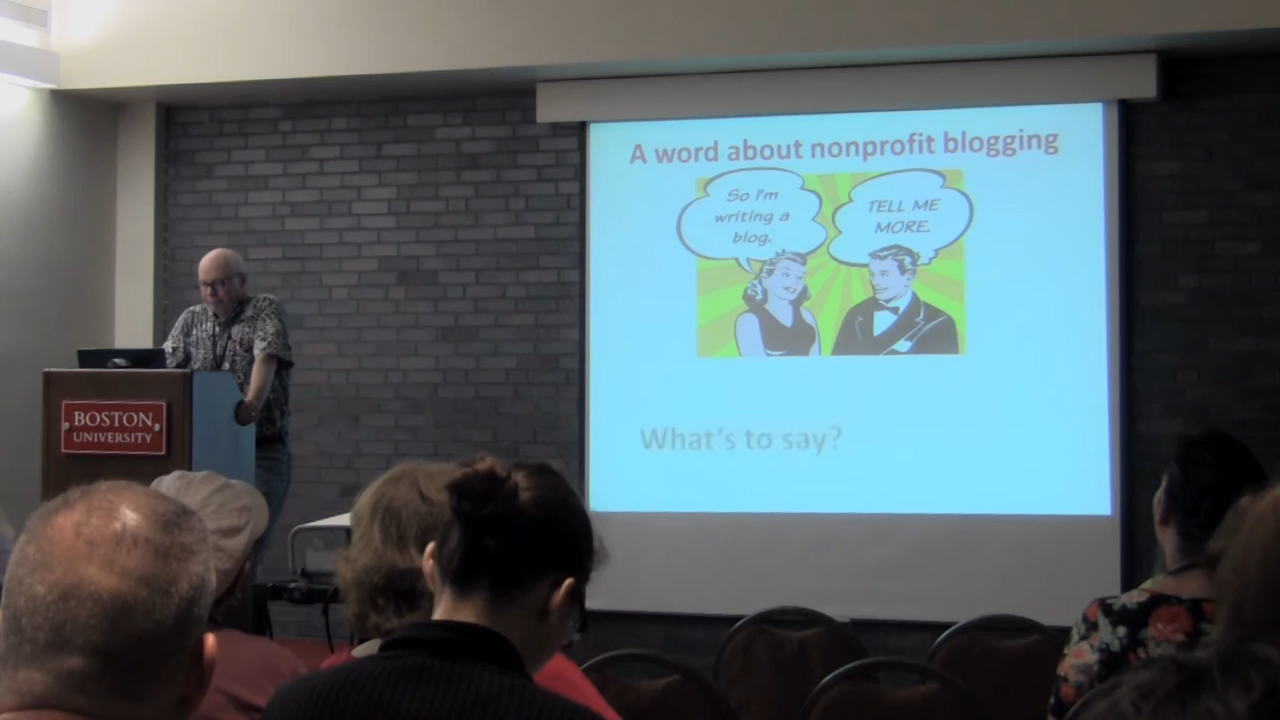 A word about nonprofit blogging
So I'm
writing a
blog.
TELL ME
MORE.
What's to say?
BOSTON
UNIVERSITY